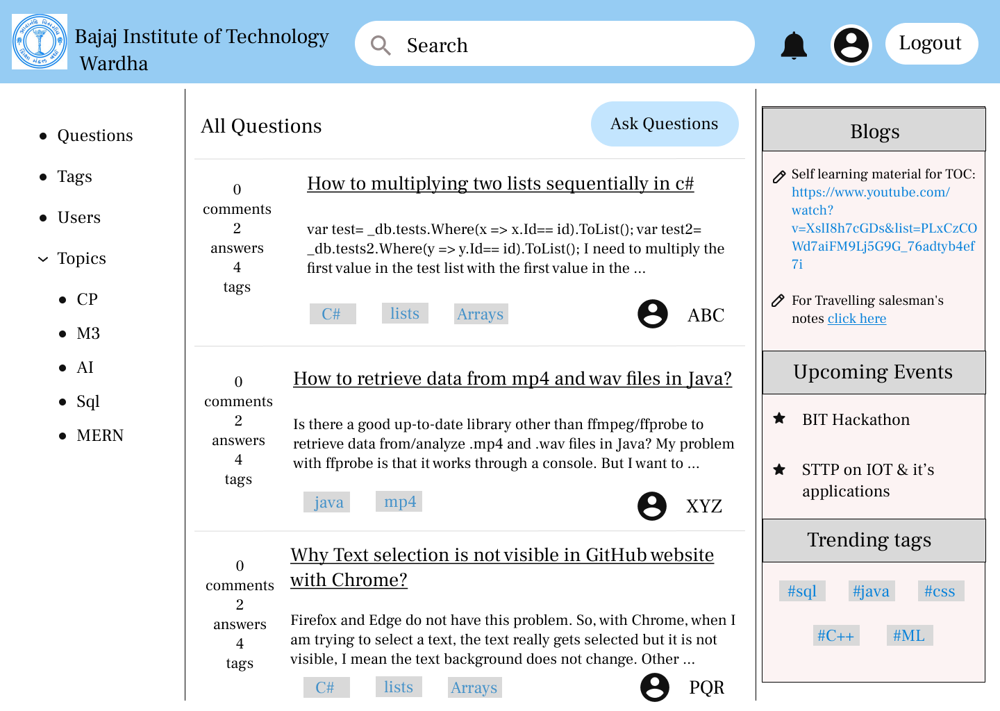 Bajaj Institute of Technology
Wardha
Search
Logout
Questions
Tags
Users
Topics
CP
M3
AI
Sql
MERN
All Questions
Ask Questions
0
comments
2
answers
4
tags
How to multiplying two lists sequentially in c#
var test= _db.tests.Where(x => x.Id== id).ToList(); var test2=
_db.tests2.Where(y => y.Id== id).ToList(); I need to multiply the
first value in the test list with the first value in the ...
C# lists Arrays
ABC
0
comments
2
answers
4
tags
How to retrieve data from mp4 and wav files in Java?
Is there a good up-to-date library other than ffmpeg/ffprobe to
retrieve data from/analyze .mp4 and .wav files in Java? My problem
with ffprobe is that it works through a console. But I want to ...
java mp4
XYZ
0
comments
2
answers
4
tags
Why Text selection is not visible in GitHub website
with Chrome?
Firefox and Edge do not have this problem. So, with Chrome, when I
am trying to select a text, the text really gets selected but it is not
visible, I mean the text background does not change. Other ...
C# lists Arrays
PQR
Blogs
Self learning material for TOC:
https://www.youtube.com/
watch?
v=XslI8h7cGDs&list=PLxCzCO
Wd7aiFM9Lj5G9G_76adtyb4ef
7i
For Travelling salesman's
notes click here
Upcoming Events
BIT Hackathon
STTP on IOT & it’s
applications
Trending tags
#sql #java #css
#C++ #ML